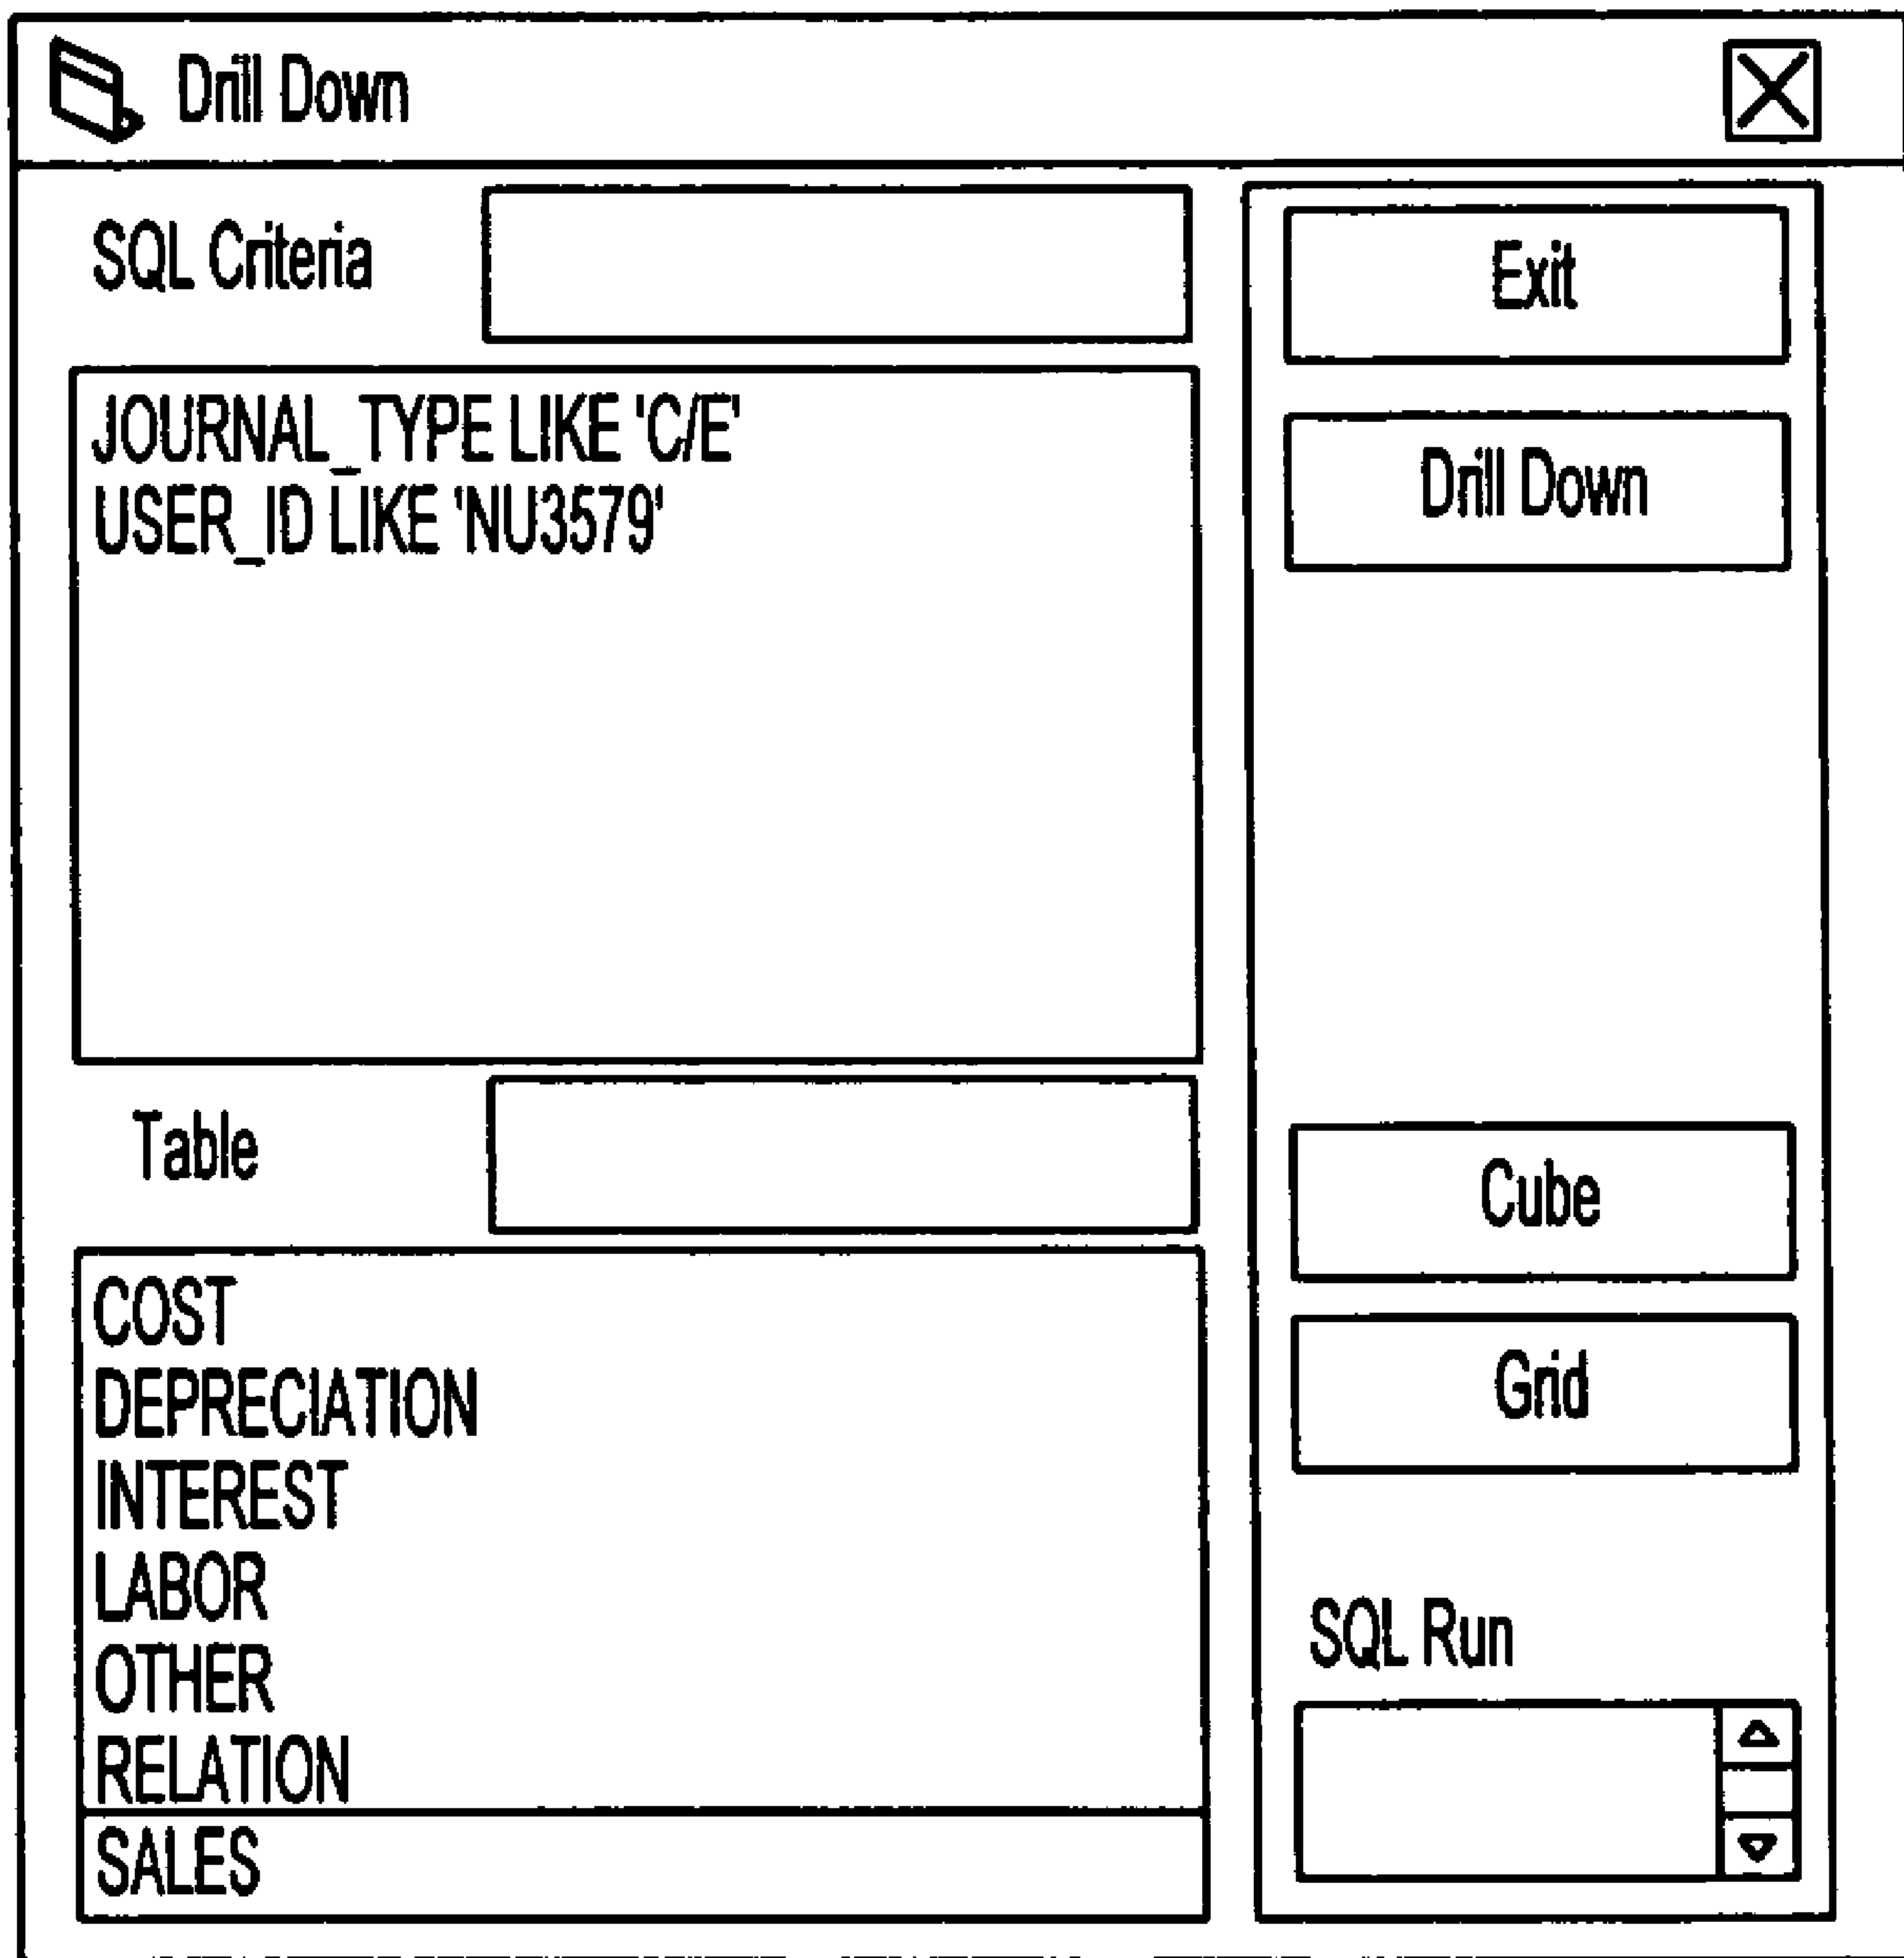 Drill Down
SQL Criteria
JOURNAL_TYPE LIKE 'C/E'
USER_ID LIKE 'NU3579'
Table
COST
DEPRECIATION
INTEREST
LABOR
OTHER
RELATION
SALES
Exit
Drill Down
Cube
Grid
SQL Run